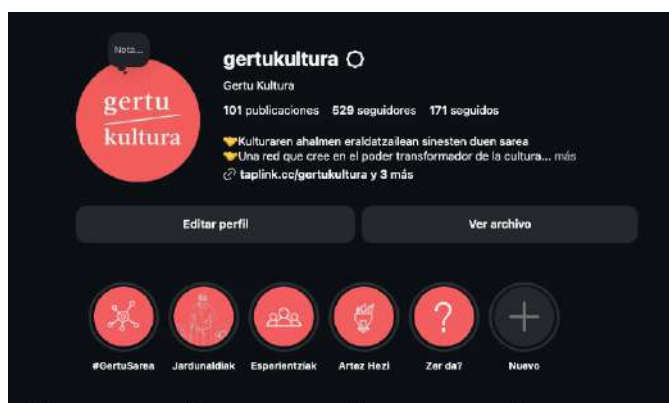 Nota...
gertu
kultura
gertukultura
Gertu Kultura
101 publicaciones 529 seguidores 171 seguidos
🤝Kulturaren ahalmen eraldatzailean sinesten duen sarea
🤝Una red que cree en el poder transformador de la cultura... más
taplink.cc/gertukultura y 3 más
Editar perfil Ver archivo
?
#GertuSarea Jardunaldiak Esperientziak Artez Hezi Zer da? Nuevo